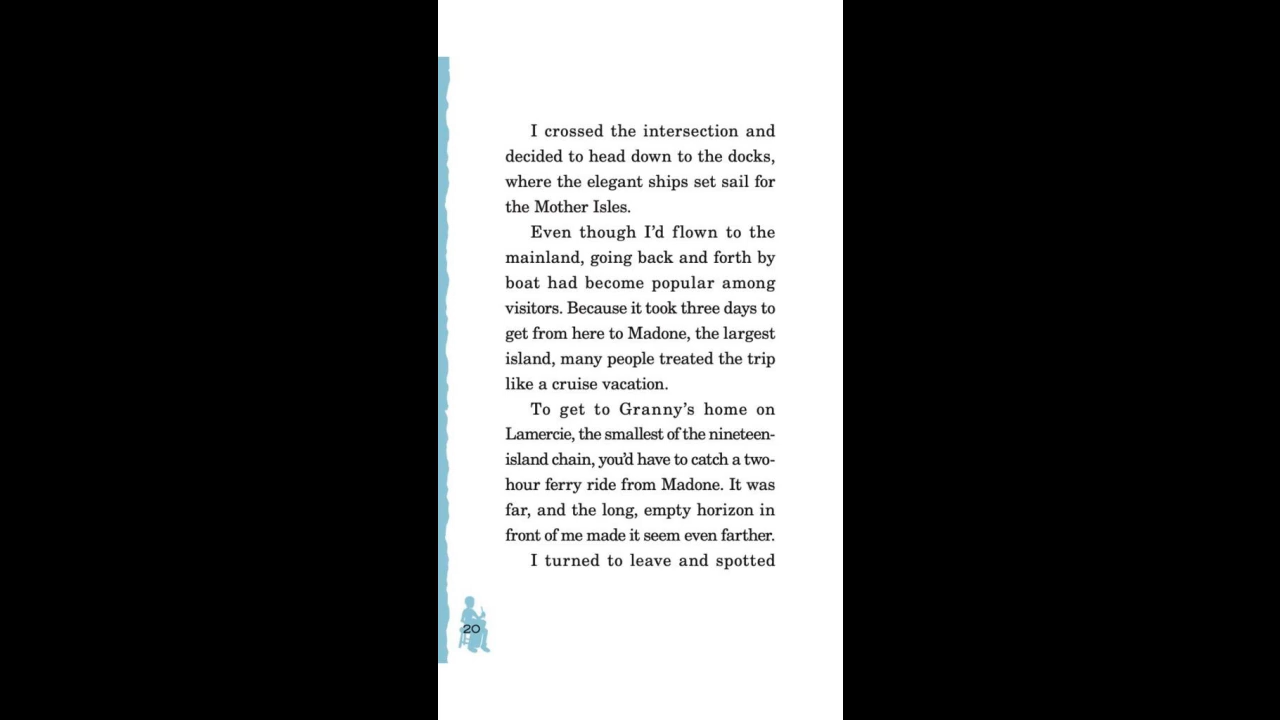 I crossed the intersection and
decided to head down to the docks,
where the elegant ships set sail for
the Mother Isles.
Even though I’d flown to the
mainland, going back and forth by
boat had become popular among
visitors. Because it took three days to
get from here to Madone, the largest
island, many people treated the trip
like a cruise vacation.
To get to Granny’s home on
Lamercie, the smallest of the nineteen-
island chain, you’d have to catch a two-
hour ferry ride from Madone. It was
far, and the long, empty horizon in
front of me made it seem even farther.
I turned to leave and spotted
20